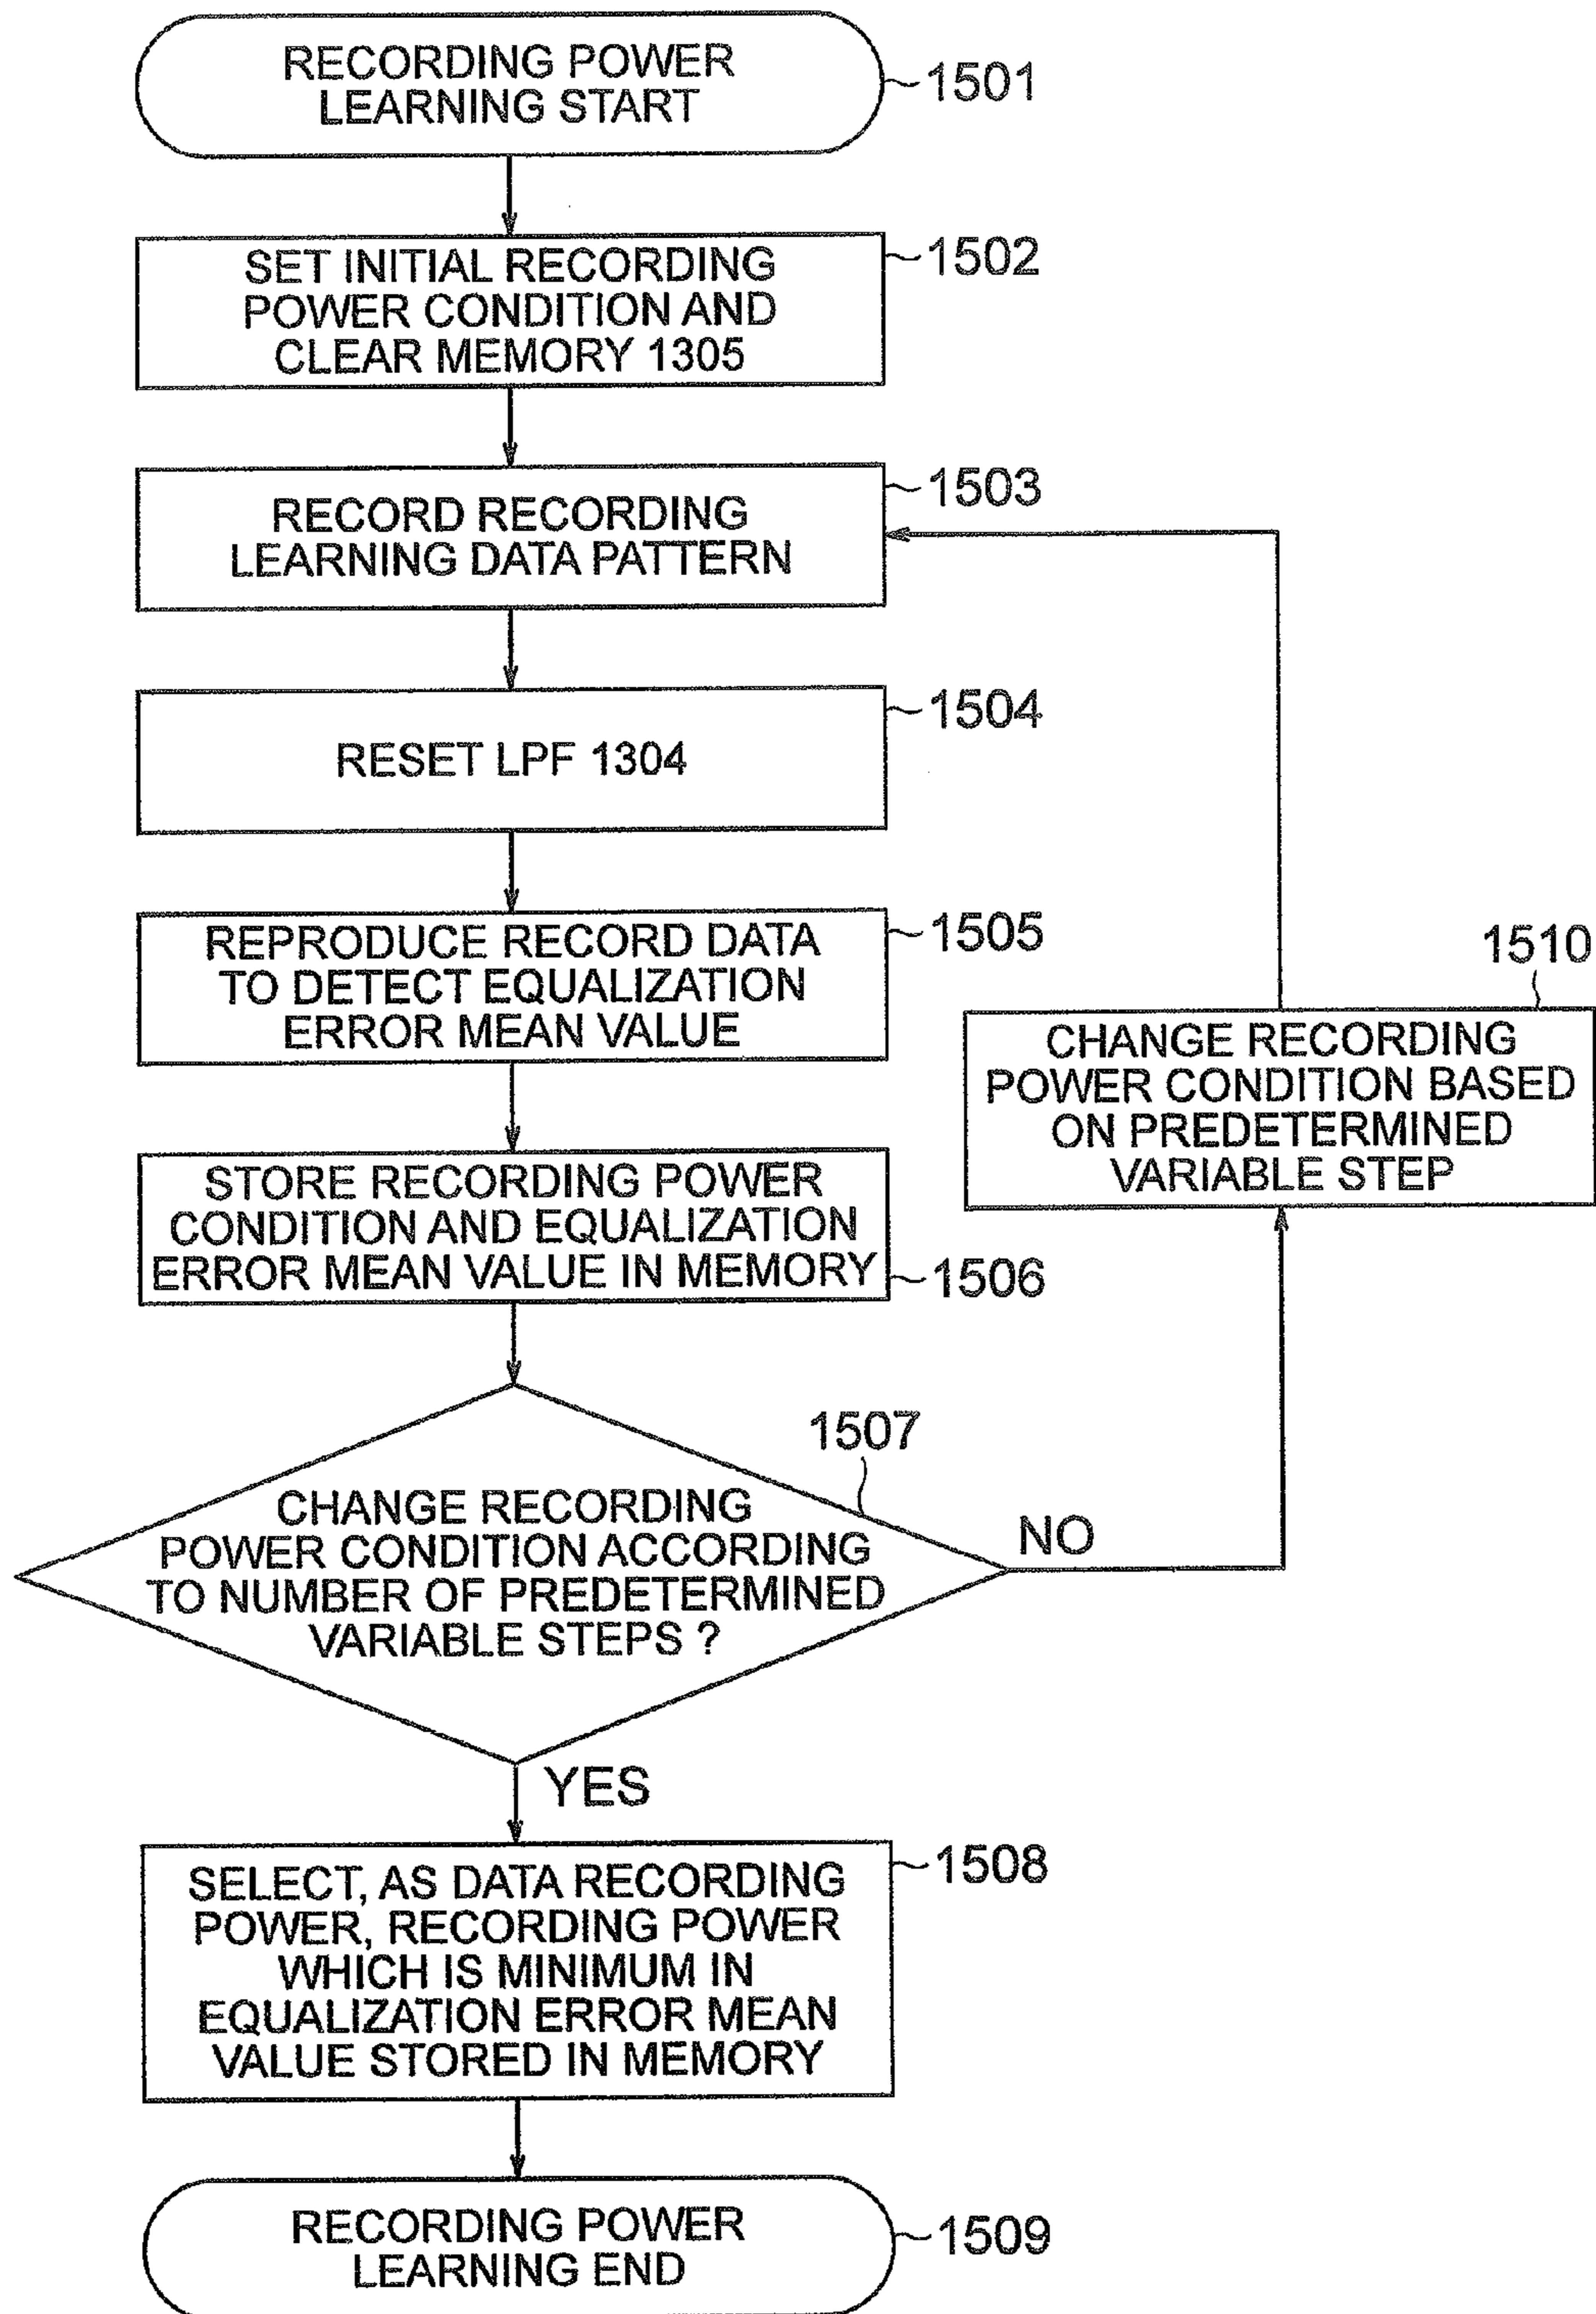 RECORDING POWER
LEARNING START
1501
SET INITIAL RECORDING
POWER CONDITION AND
CLEAR MEMORY 1305
1502
RECORD RECORDING
LEARNING DATA PATTERN
1503
RESET LPF 1304
1504
REPRODUCE RECORD DATA
TO DETECT EQUALIZATION
ERROR MEAN VALUE
1505
STORE RECORDING POWER
CONDITION AND EQUALIZATION
ERROR MEAN VALUE IN MEMORY
1506
1507
CHANGE RECORDING
POWER CONDITION ACCORDING
TO NUMBER OF PREDETERMINED
VARIABLE STEPS ?
NO
1510
CHANGE RECORDING
POWER CONDITION BASED
ON PREDETERMINED
VARIABLE STEP
YES
SELECT, AS DATA RECORDING
POWER, RECORDING POWER
WHICH IS MINIMUM IN
EQUALIZATION ERROR MEAN
VALUE STORED IN MEMORY
1508
RECORDING POWER
LEARNING END
1509